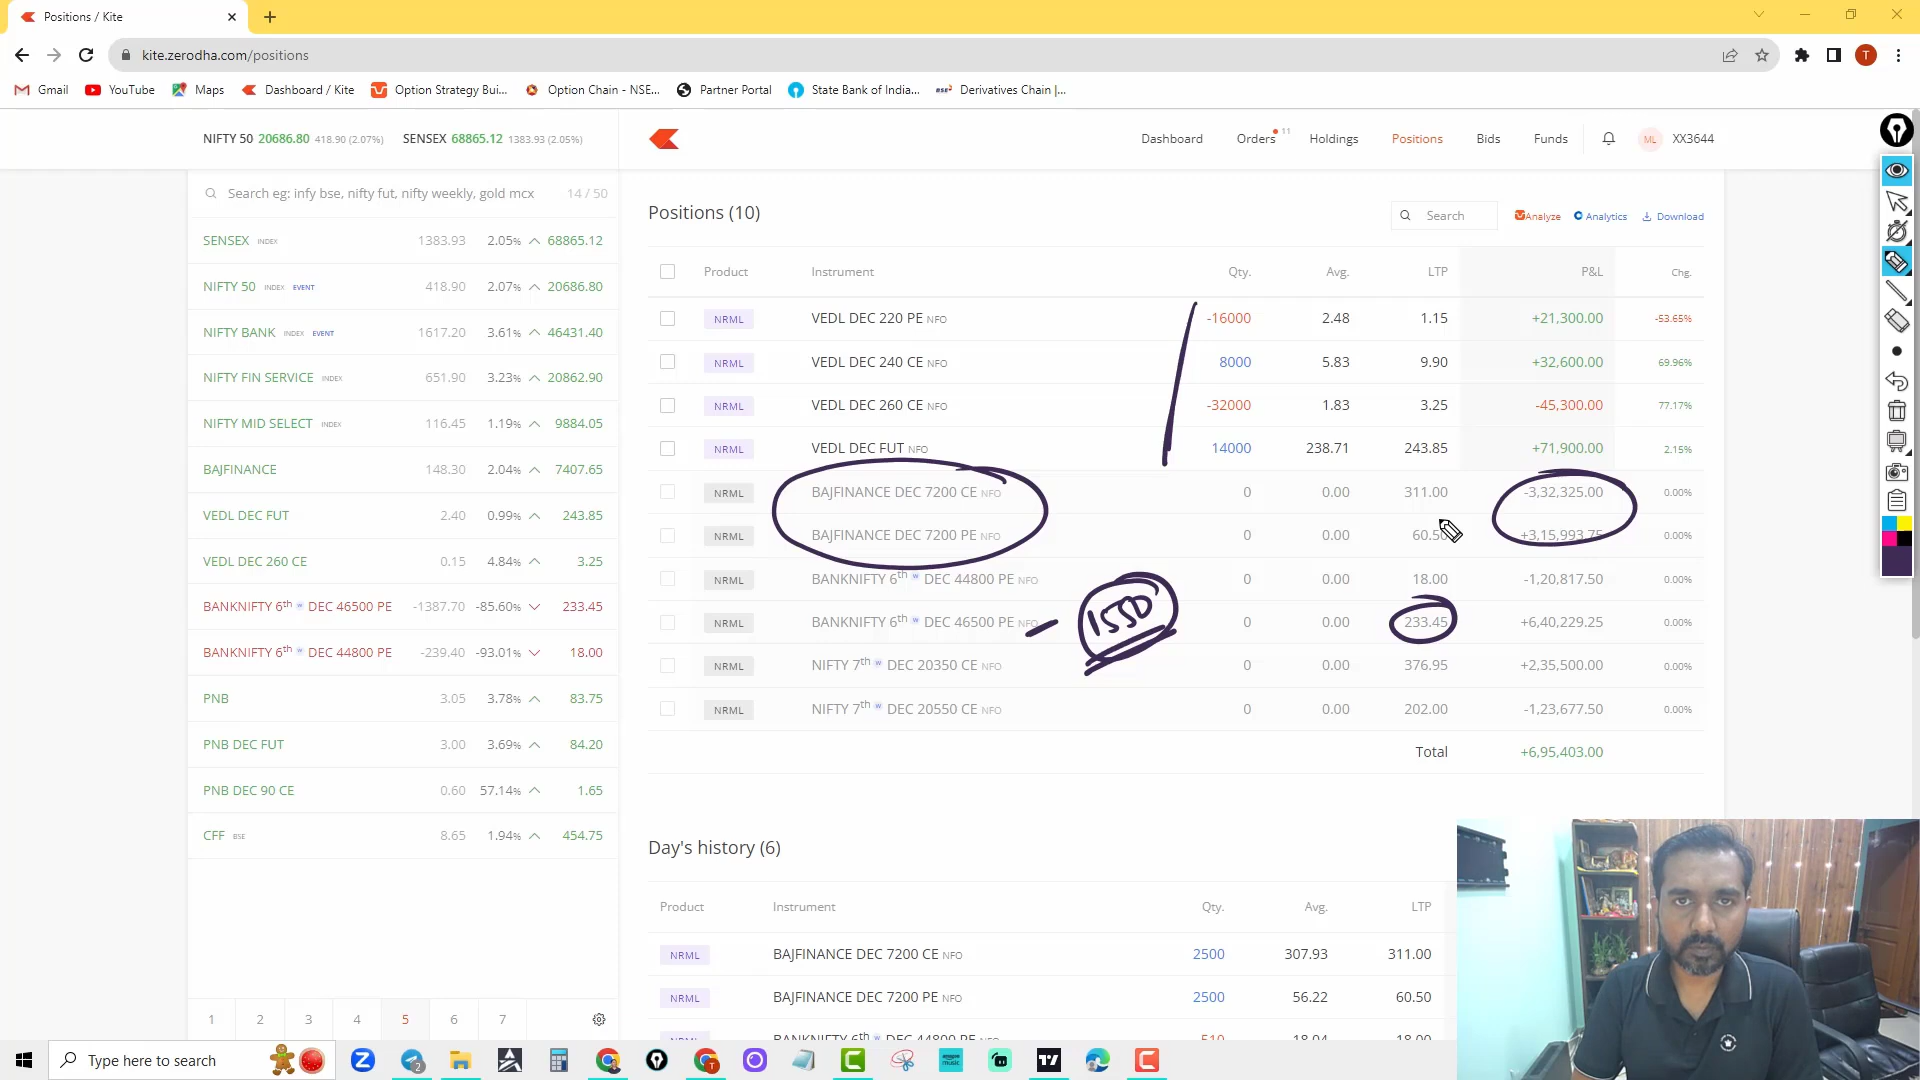 Positions / Kite
kite.zerodha.com/positions
T
Gmail YouTube Maps Dashboard / Kite Option Strategy Bui... Option Chain - NSE... Partner Portal State Bank of India... Derivatives Chain |...
NIFTY 50 20686.80 418.90 (2.07%) SENSEX 68865.12 1383.93 (2.05%)
Dashboard Orders 11 Holdings Positions Bids Funds ML XX3644
Search eg: infy bse, nifty fut, nifty weekly, gold mcx 14 / 50
SENSEX INDEX 1383.93 2.05% 68865.12
NIFTY 50 INDEX EVENT 418.90 2.07% 20686.80
NIFTY BANK INDEX EVENT 1617.20 3.61% 46431.40
NIFTY FIN SERVICE INDEX 651.90 3.23% 20862.90
NIFTY MID SELECT INDEX 116.45 1.19% 9884.05
BAJFINANCE 148.30 2.04% 7407.65
VEDL DEC FUT 2.40 0.99% 243.85
VEDL DEC 260 CE 0.15 4.84% 3.25
BANKNIFTY 6th w DEC 46500 PE -1387.70 -85.60% 233.45
BANKNIFTY 6th w DEC 44800 PE -239.40 -93.01% 18.00
PNB 3.05 3.78% 83.75
PNB DEC FUT 3.00 3.69% 84.20
PNB DEC 90 CE 0.60 57.14% 1.65
CFF BSE 8.65 1.94% 454.75
1 2 3 4 5 6 7
Positions (10)
Search Analyze Analytics Download
Product Instrument Qty. Avg. LTP P&L Chg.
NRML VEDL DEC 220 PE NFO -16000 2.48 1.15 +21,300.00 -53.65%
NRML VEDL DEC 240 CE NFO 8000 5.83 9.90 +32,600.00 69.96%
NRML VEDL DEC 260 CE NFO -32000 1.83 3.25 -45,300.00 77.17%
NRML VEDL DEC FUT NFO 14000 238.71 243.85 +71,900.00 2.15%
NRML BAJFINANCE DEC 7200 CE NFO 0 0.00 311.00 -3,32,325.00 0.00%
NRML BAJFINANCE DEC 7200 PE NFO 0 0.00 60.50 +3,15,993.75 0.00%
NRML BANKNIFTY 6th w DEC 44800 PE NFO 0 0.00 18.00 -1,20,817.50 0.00%
NRML BANKNIFTY 6th w DEC 46500 PE NFO 0 0.00 233.45 +6,40,229.25 0.00%
1550
NRML NIFTY 7th w DEC 20350 CE NFO 0 0.00 376.95 +2,35,500.00 0.00%
NRML NIFTY 7th w DEC 20550 CE NFO 0 0.00 202.00 -1,23,677.50 0.00%
Total +6,95,403.00
Day's history (6)
Product Instrument Qty. Avg. LTP
NRML BAJFINANCE DEC 7200 CE NFO 2500 307.93 311.00
NRML BAJFINANCE DEC 7200 PE NFO 2500 56.22 60.50
NRML BANKNIFTY 6th w DEC 44800 PE NFO 510 18.04 18.00
Type here to search